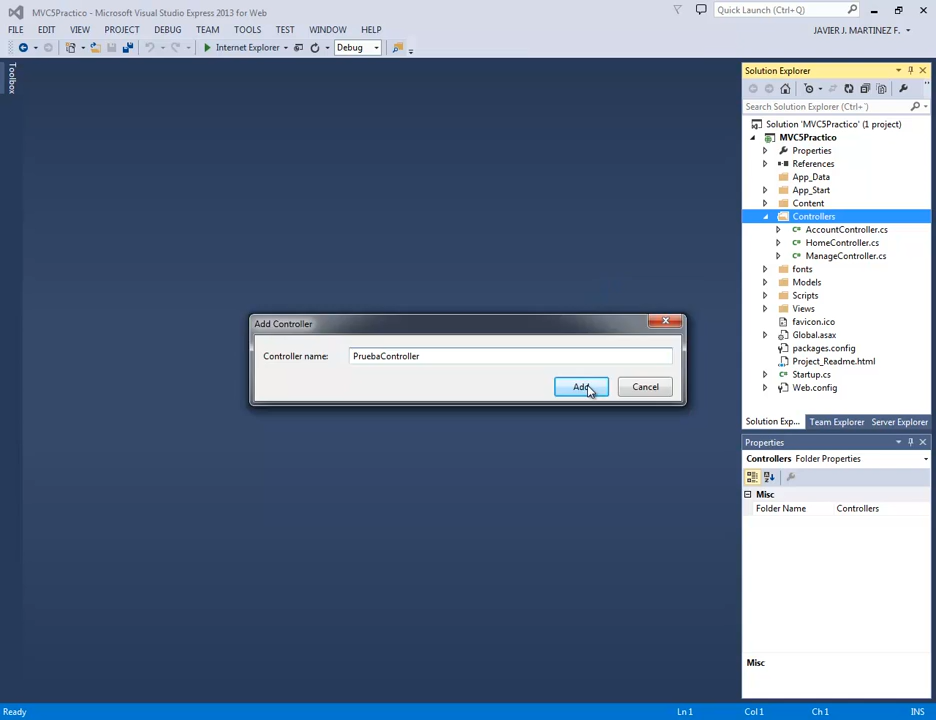 MVC5Practico - Microsoft Visual Studio Express 2013 for Web
Quick Launch (Ctrl+Q)
FILE EDIT VIEW PROJECT DEBUG TEAM TOOLS TEST WINDOW HELP
JAVIER J. MARTINEZ F.
Internet Explorer
Debug
Toolbox
Solution Explorer
Search Solution Explorer (Ctrl+´)
Solution 'MVC5Practico' (1 project)
MVC5Practico
Properties
References
App_Data
App_Start
Content
Controllers
AccountController.cs
HomeController.cs
ManageController.cs
fonts
Models
Scripts
Views
favicon.ico
Global.asax
packages.config
Project_Readme.html
Startup.cs
Web.config
Solution Exp... Team Explorer Server Explorer
Add Controller
Controller name: PruebaController
Add Cancel
Properties
Controllers Folder Properties
Misc
Folder Name Controllers
Misc
Ready Ln 1 Col 1 Ch 1 INS